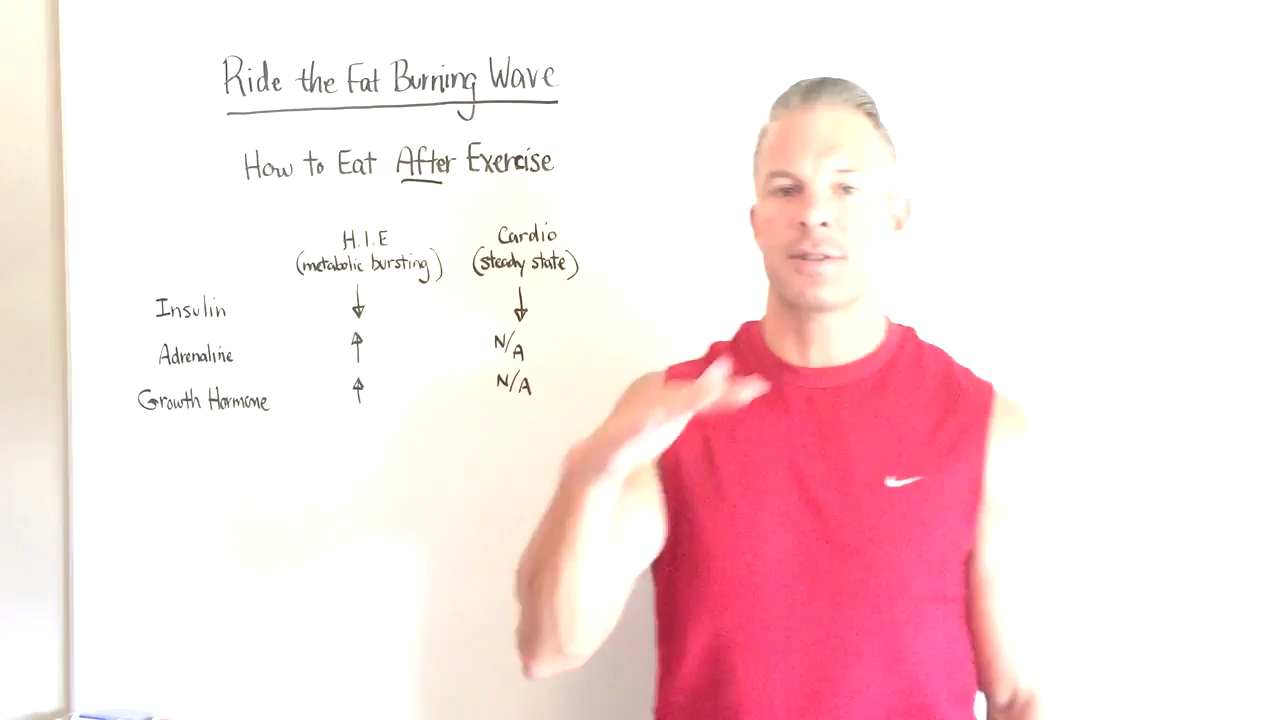 Ride the Fat Burning Wave
How to Eat After Exercise
H.I.E Cardio
(metabolic bursting) (steady state)
Insulin ↓ ↓
Adrenaline ↑ N/A
Growth Hormone ↑ N/A